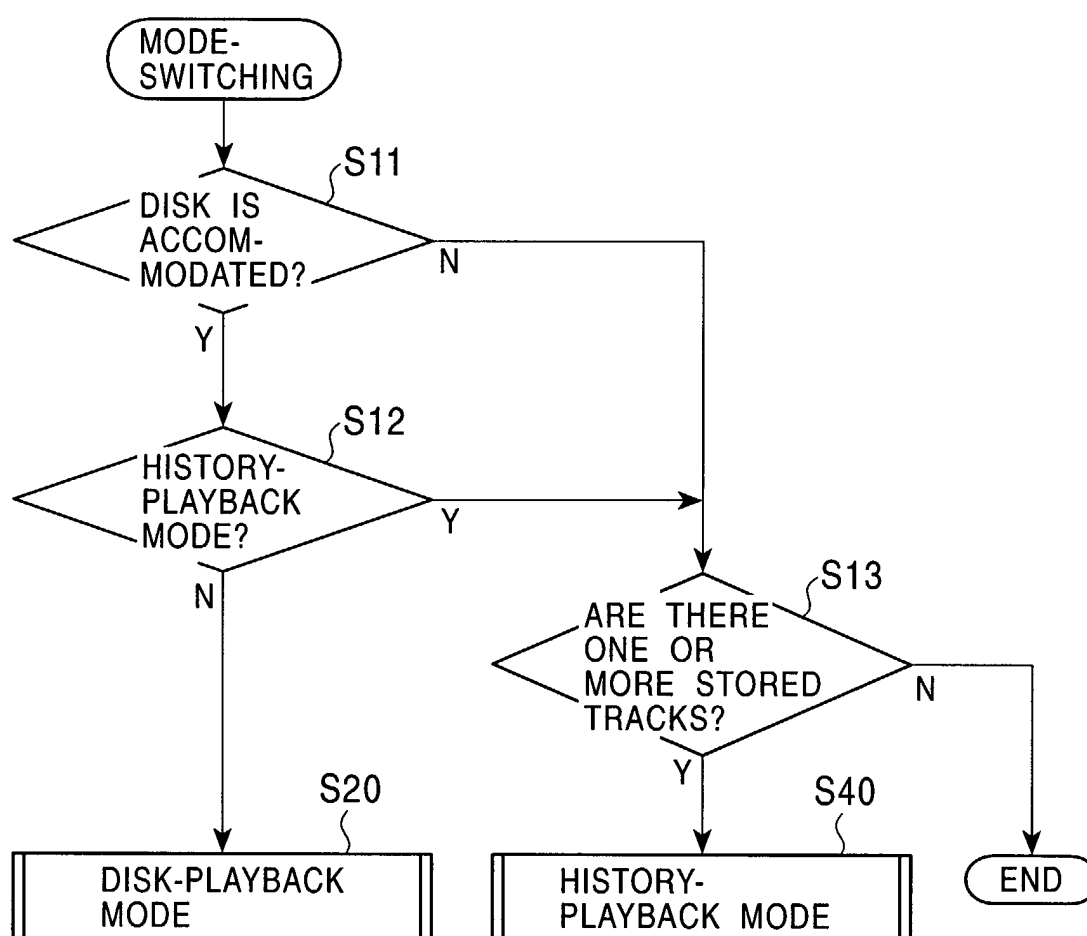 MODE-
SWITCHING
S11
DISK IS
ACCOM-
MODATED?
N
Y
S12
HISTORY-
PLAYBACK
MODE?
Y
N
S13
ARE THERE
ONE OR
MORE STORED
TRACKS?
N
Y
S20
DISK-PLAYBACK
MODE
S40
HISTORY-
PLAYBACK MODE
END